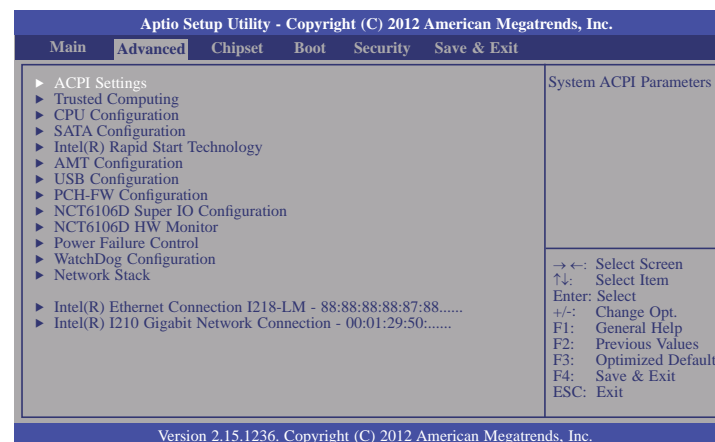 Aptio Setup Utility - Copyright (C) 2012 American Megatrends, Inc.
Main Advanced Chipset Boot Security Save & Exit
► ACPI Settings
► Trusted Computing
► CPU Configuration
► SATA Configuration
► Intel(R) Rapid Start Technology
► AMT Configuration
► USB Configuration
► PCH-FW Configuration
► NCT6106D Super IO Configuration
► NCT6106D HW Monitor
► Power Failure Control
► WatchDog Configuration
► Network Stack
► Intel(R) Ethernet Connection I218-LM - 88:88:88:88:87:88......
► Intel(R) I210 Gigabit Network Connection - 00:01:29:50:......
System ACPI Parameters
→←: Select Screen
↑↓: Select Item
Enter: Select
+/-: Change Opt.
F1: General Help
F2: Previous Values
F3: Optimized Default
F4: Save & Exit
ESC: Exit
Version 2.15.1236. Copyright (C) 2012 American Megatrends, Inc.